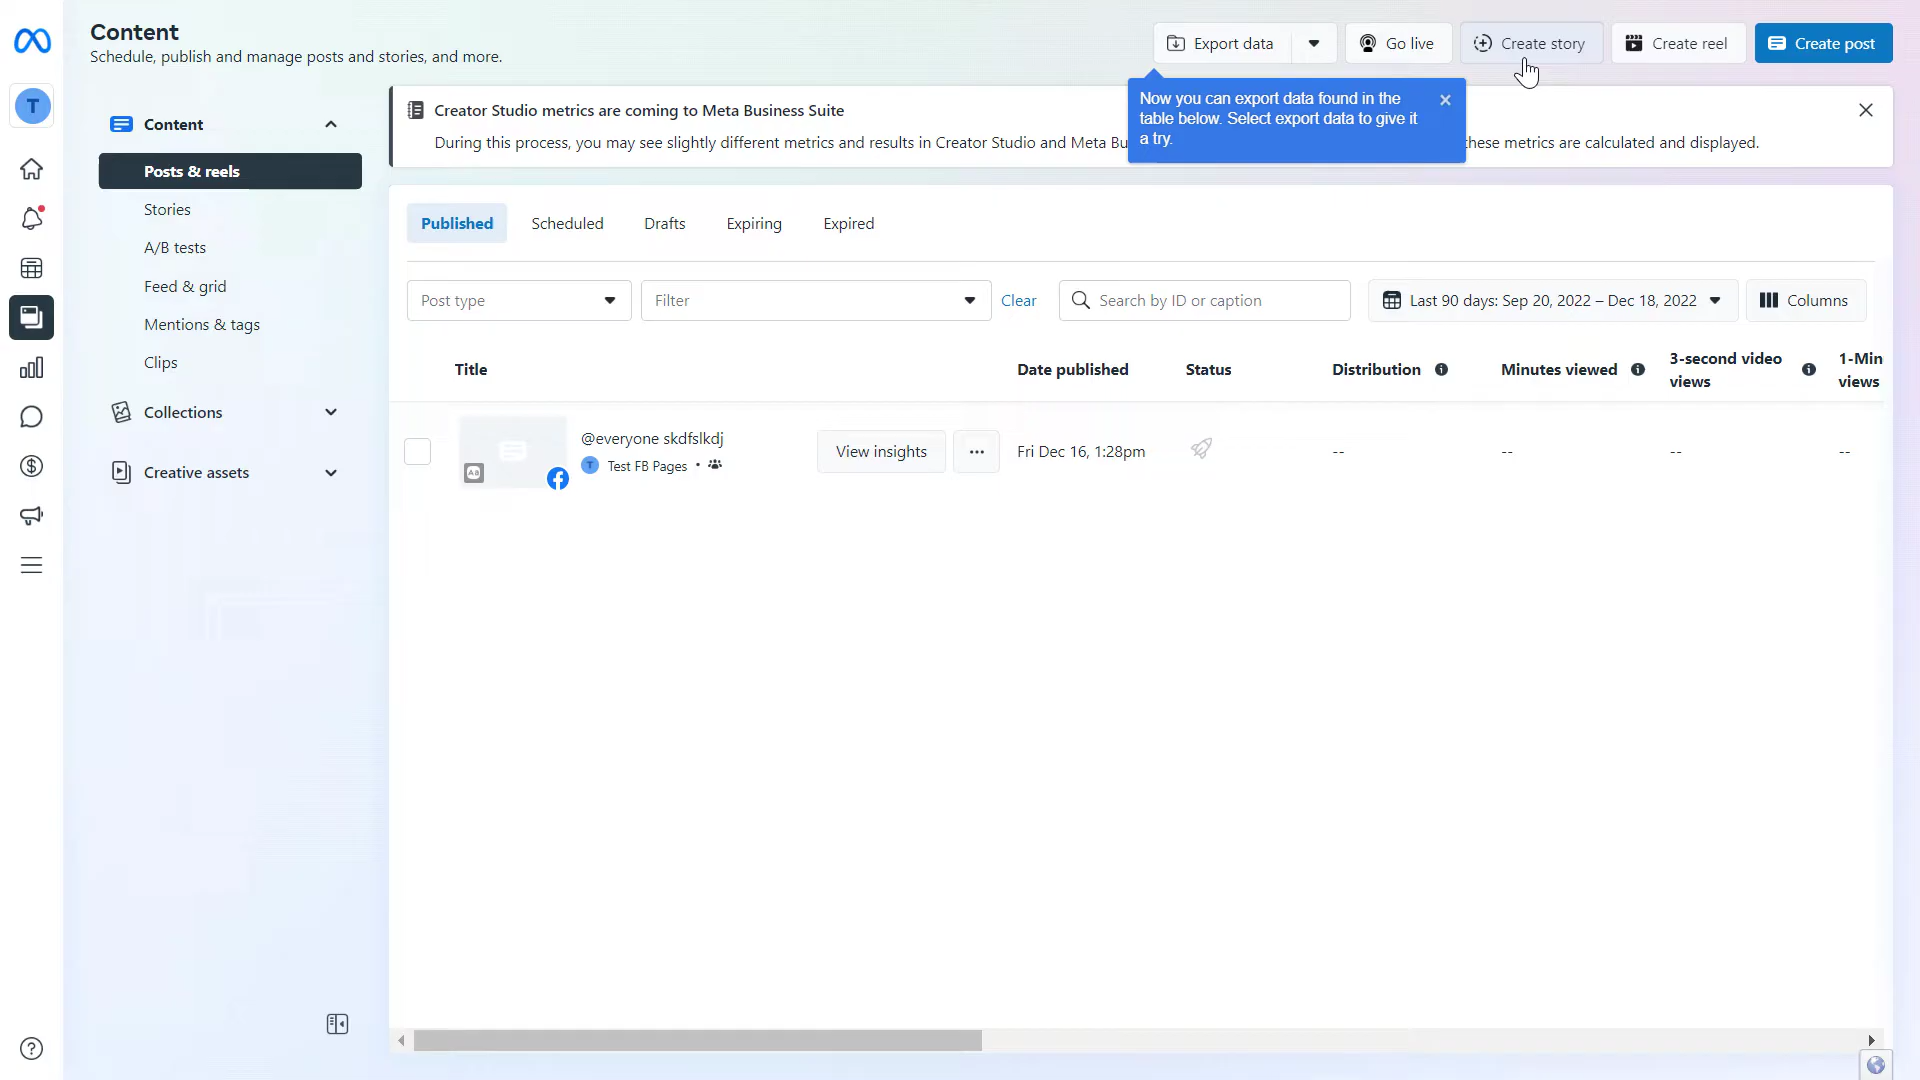 Content
Schedule, publish and manage posts and stories, and more.
Export data
Go live
Create story
Create reel
Create post
Now you can export data found in the
table below. Select export data to give it
a try.
T
Content
Posts & reels
Stories
A/B tests
Feed & grid
Mentions & tags
Clips
Collections
Creative assets
Creator Studio metrics are coming to Meta Business Suite
During this process, you may see slightly different metrics and results in Creator Studio and Meta Bu
hese metrics are calculated and displayed.
Published
Scheduled
Drafts
Expiring
Expired
Post type
Filter
Clear
Search by ID or caption
Last 90 days: Sep 20, 2022 – Dec 18, 2022
Columns
Title
Date published
Status
Distribution
Minutes viewed
3-second video
views
1-Min
views
@everyone skdfslkdj
T Test FB Pages •
View insights
...
Fri Dec 16, 1:28pm
--
--
--
--
Aa